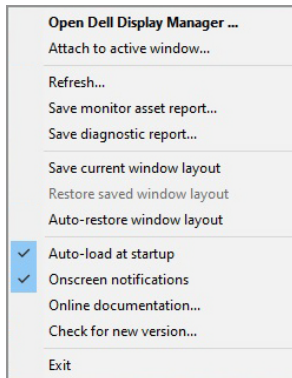 Open Dell Display Manager ...
Attach to active window...
Refresh...
Save monitor asset report...
Save diagnostic report...
Save current window layout
Restore saved window layout
Auto-restore window layout
Auto-load at startup
Onscreen notifications
Online documentation...
Check for new version...
Exit